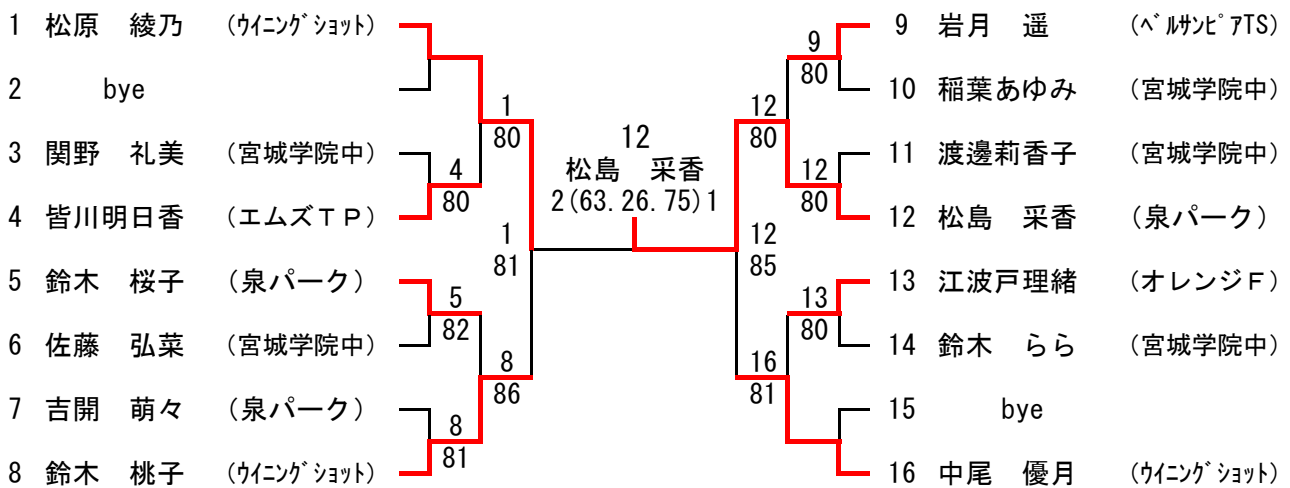 1 松原 綾乃 (ｳｲﾆﾝｸﾞｼｮｯﾄ)
2 bye
3 関野 礼美 (宮城学院中)
4 皆川明日香 (エムズＴＰ)
5 鈴木 桜子 (泉パーク)
6 佐藤 弘菜 (宮城学院中)
7 吉開 萌々 (泉パーク)
8 鈴木 桃子 (ｳｲﾆﾝｸﾞｼｮｯﾄ)
4
80
5
82
8
81
1
80
8
86
1
81
12
松島 采香
2(63.26.75)1
12
85
12
80
16
81
9
80
12
80
13
80
9 岩月 遥 (ﾍﾞﾙｻﾝﾋﾟｱTS)
10 稲葉あゆみ (宮城学院中)
11 渡邊莉香子 (宮城学院中)
12 松島 采香 (泉パーク)
13 江波戸理緒 (オレンジＦ)
14 鈴木 らら (宮城学院中)
15 bye
16 中尾 優月 (ｳｲﾆﾝｸﾞｼｮｯﾄ)